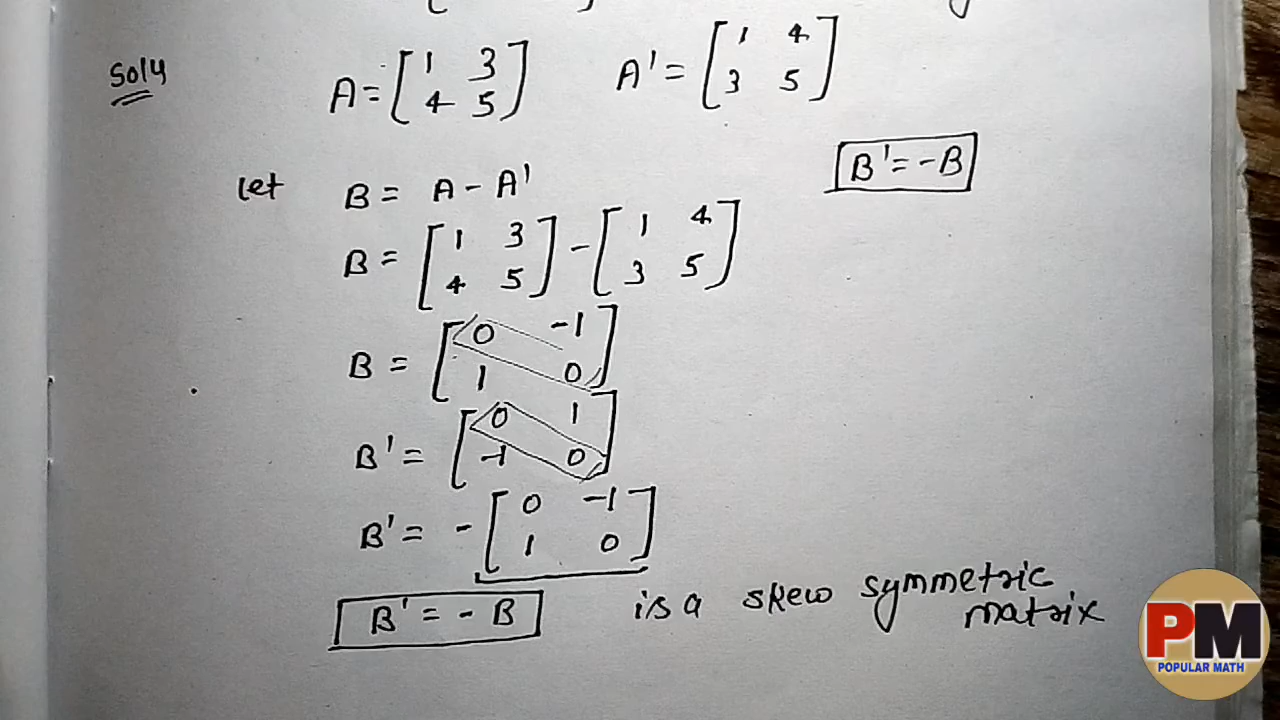 Soln
A = [1 3
4 5] A' = [1 4
3 5]
Let B = A - A'
B' = -B
B = [1 3
4 5] - [1 4
3 5]
B = [0 -1
1 0]
B' = [0 1
-1 0]
B' = - [0 -1
1 0]
B' = - B is a skew symmetric
matrix
PM
POPULAR MATH